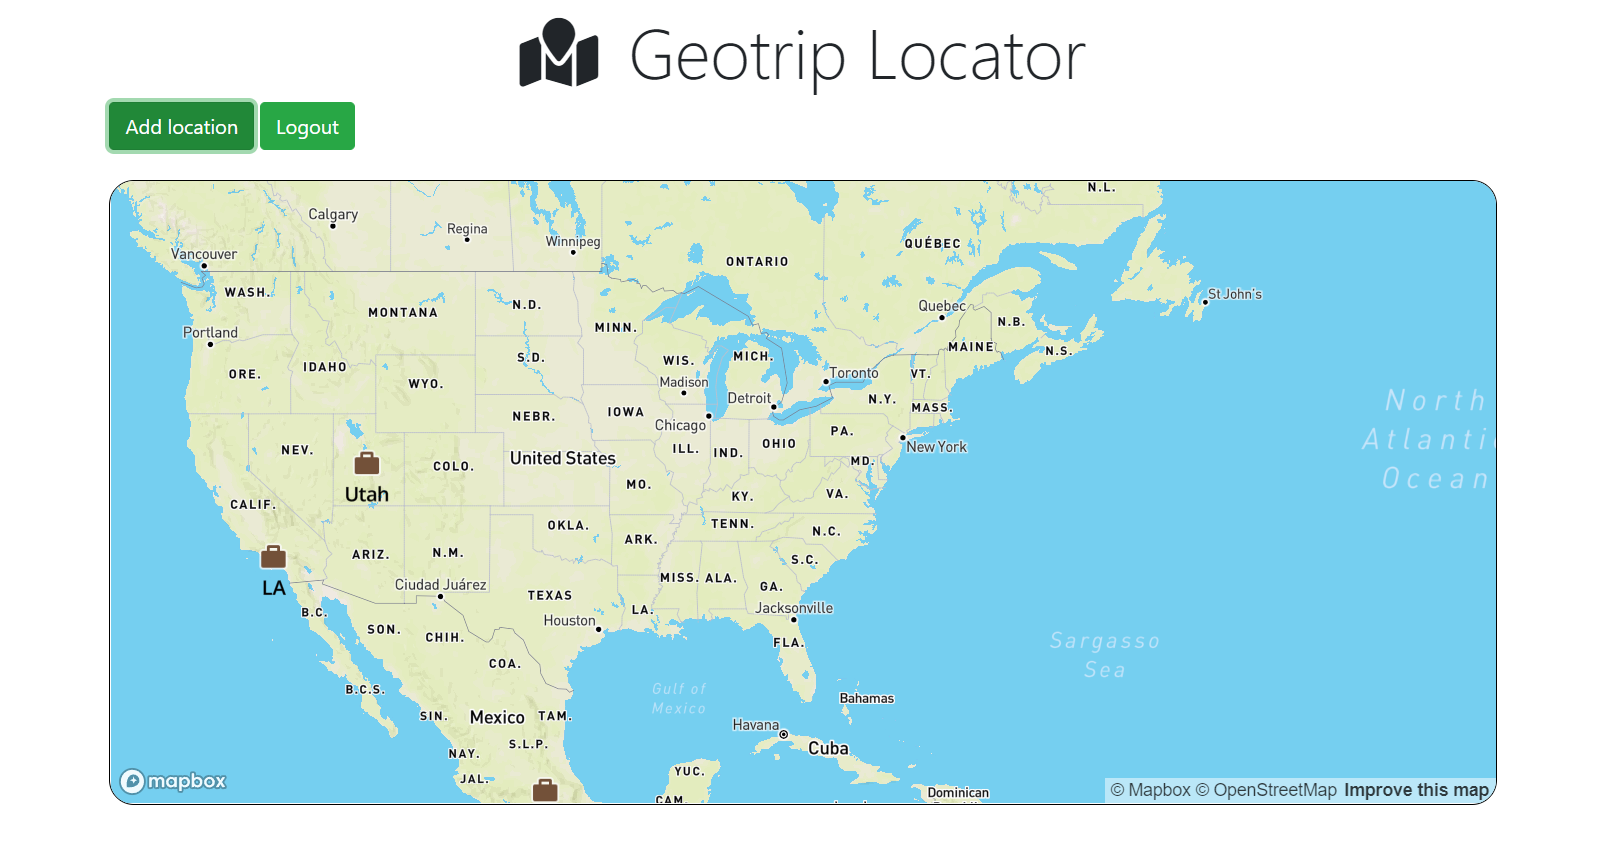 Geotrip Locator
Add location
Logout
N.L.
Calgary
Regina
Winnipeg
QUÉBEC
Vancouver
ONTARIO
WASH.
St John's
MONTANA
N.D.
Quebec
N.B.
MINN.
Portland
MAINE
N.S.
S.D.
WIS.
MICH.
IDAHO
ORE.
Toronto
VT.
WYO.
Madison
Detroit
N.Y.
North
Atlanti
Ocean
MASS.
IOWA
NEBR.
Chicago
PA.
OHIO
New York
NEV.
ILL.
IND.
United States
COLO.
MD.
Utah
MO.
KY.
VA.
CALIF.
OKLA.
TENN.
N.C.
ARK.
ARIZ.
N.M.
S.C.
LA
Ciudad Juárez
MISS.
ALA.
GA.
TEXAS
B.C.
LA.
Jacksonville
Houston
SON.
CHIH.
FLA.
Sargasso
Sea
COA.
B.C.S.
Gulf of
Mexico
Bahamas
SIN.
Mexico
TAM.
Havana
S.L.P.
Cuba
NAY.
JAL.
YUC.
mapbox
CAM.
Dominican
© Mapbox © OpenStreetMap Improve this map